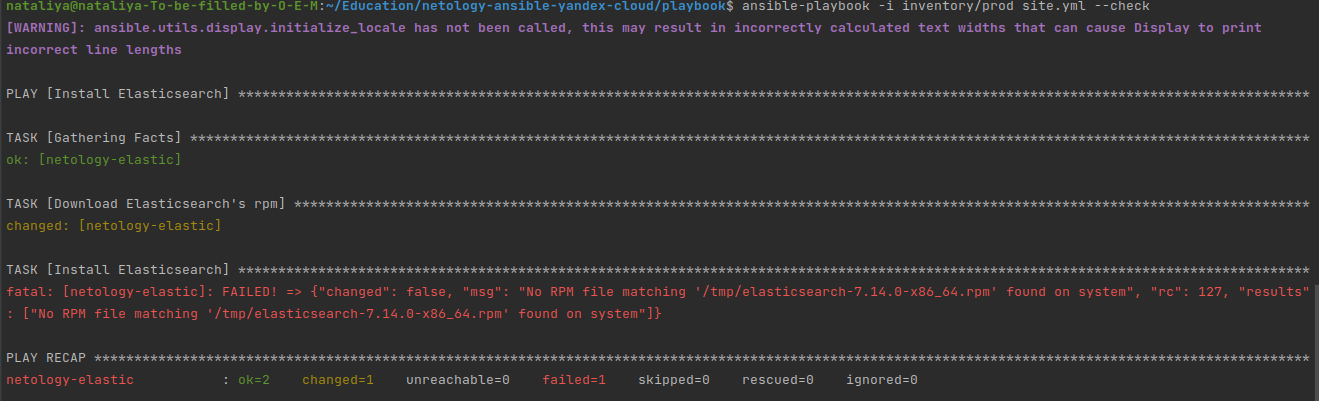 nataliya@nataliya-To-be-filled-by-O-E-M:~/Education/netology-ansible-yandex-cloud/playbook$ ansible-playbook -i inventory/prod site.yml --check
[WARNING]: ansible.utils.display.initialize_locale has not been called, this may result in incorrectly calculated text widths that can cause Display to print
incorrect line lengths
PLAY [Install Elasticsearch] **************************************************************************************************************************************
TASK [Gathering Facts] ********************************************************************************************************************************************
ok: [netology-elastic]
TASK [Download Elasticsearch's rpm] *******************************************************************************************************************************
changed: [netology-elastic]
TASK [Install Elasticsearch] **************************************************************************************************************************************
fatal: [netology-elastic]: FAILED! => {"changed": false, "msg": "No RPM file matching '/tmp/elasticsearch-7.14.0-x86_64.rpm' found on system", "rc": 127, "results"
: ["No RPM file matching '/tmp/elasticsearch-7.14.0-x86_64.rpm' found on system"]}
PLAY RECAP ********************************************************************************************************************************************************
netology-elastic           : ok=2    changed=1    unreachable=0    failed=1    skipped=0    rescued=0    ignored=0